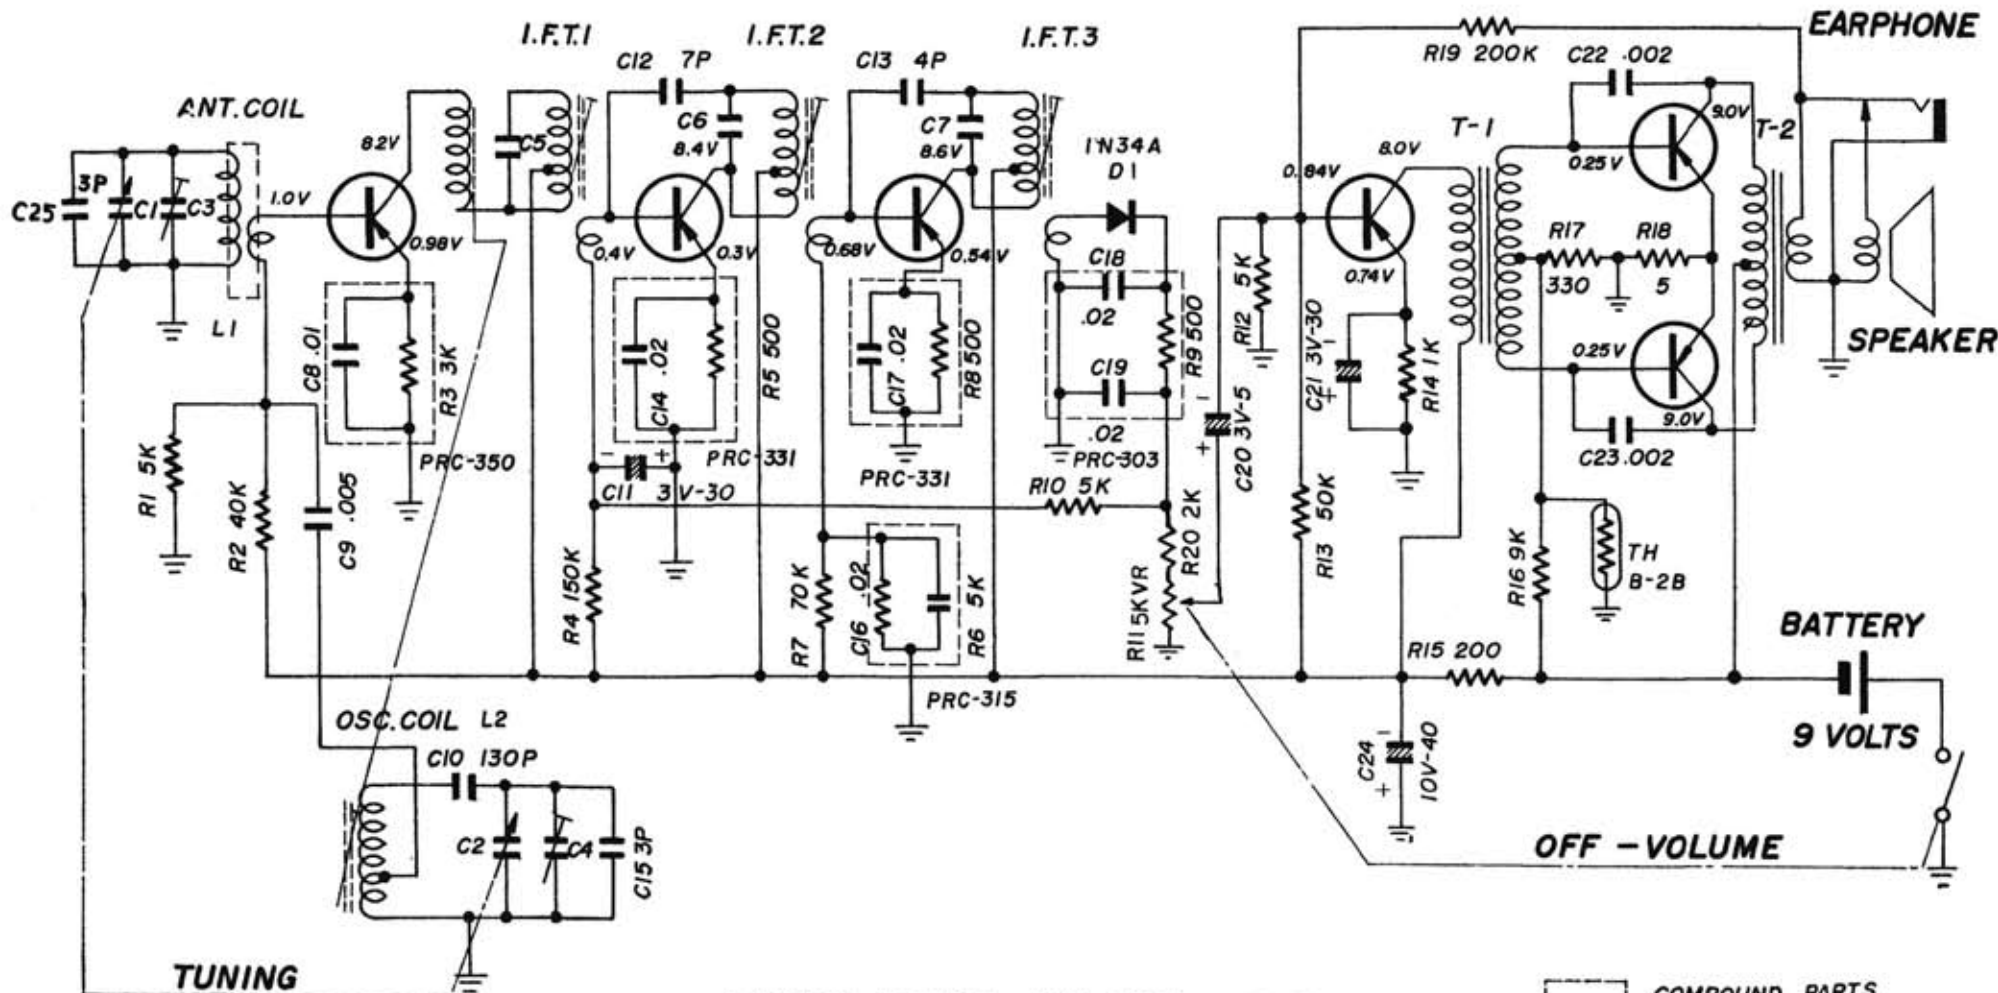 I.F.T.1
I.F.T.2
I.F.T.3
EARPHONE
R19 200K
C12 7P
C13 4P
C22 .002
ANT. COIL
9.0V
C6
C7
T-1
T-2
8.2V
C5
8.4V
8.6V
1N34A
D1
8.0V
0.25V
3P
0.84V
C25
C1
C3
1.0V
0.98V
0.4V
0.3V
0.68V
0.54V
R17
R18
C18
0.74V
330
5
L1
.02
R12 5K
SPEAKER
C8 .01
R3 3K
C14 .02
R5 500
C17 .02
R8 500
C19
R9 500
C21 3V-30
R14 1K
0.25V
.02
C20 3V-5
9.0V
PRC-350
PRC-331
PRC-331
PRC-303
C23 .002
R1 5K
R2 40K
C9 .005
C11 3V-30
R10 5K
R20 2K
R13 50K
R16 9K
TH
B-2B
R4 150K
R7 70K
C16 .02
R6 5K
R11 5KVR
BATTERY
R15 200
PRC-315
OSC. COIL L2
9 VOLTS
C10 130P
C24 10V-40
C2
C4
C15 3P
OFF - VOLUME
TUNING
COMPOUND PARTS